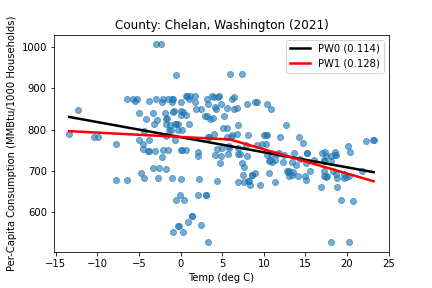 County: Chelan, Washington (2021)
PW0 (0.114)
PW1 (0.128)
Per-Capita Consumption (MMBtu/1000 Households)
1000
900
800
700
600
−15 −10 −5 0 5 10 15 20 25
Temp (deg C)